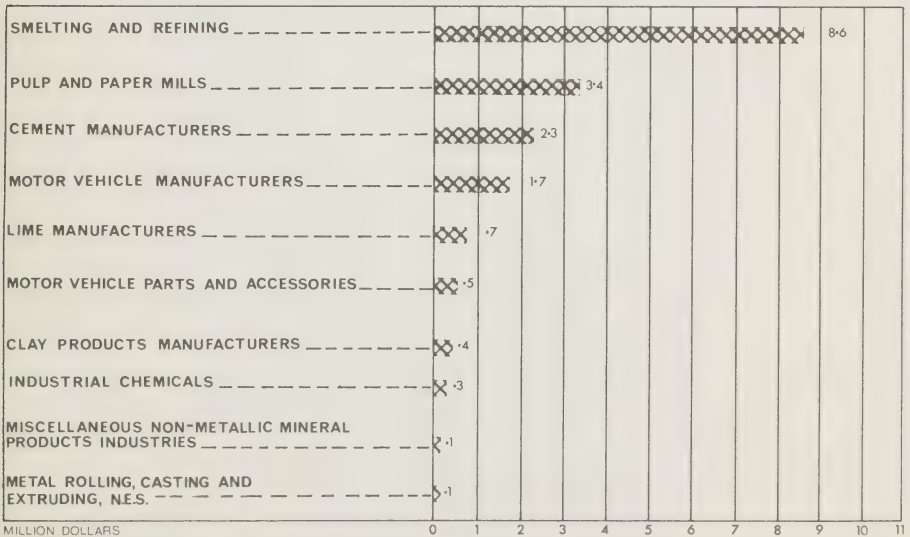 SMELTING AND REFINING 8·6
PULP AND PAPER MILLS 3·4
CEMENT MANUFACTURERS 2·3
MOTOR VEHICLE MANUFACTURERS 1·7
LIME MANUFACTURERS ·7
MOTOR VEHICLE PARTS AND ACCESSORIES ·5
CLAY PRODUCTS MANUFACTURERS ·4
INDUSTRIAL CHEMICALS ·3
MISCELLANEOUS NON-METALLIC MINERAL
PRODUCTS INDUSTRIES ·1
METAL ROLLING, CASTING AND
EXTRUDING, N.E.S. ·1
MILLION DOLLARS 0 1 2 3 4 5 6 7 8 9 10 11